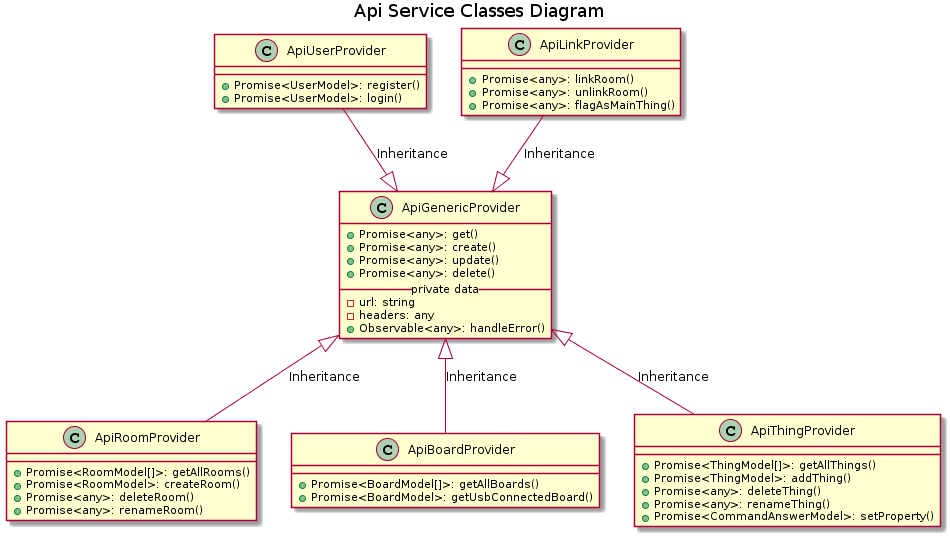 Api Service Classes Diagram
C ApiUserProvider
Promise<UserModel>: register()
Promise<UserModel>: login()
C ApiLinkProvider
Promise<any>: linkRoom()
Promise<any>: unlinkRoom()
Promise<any>: flagAsMainThing()
Inheritance
Inheritance
C ApiGenericProvider
Promise<any>: get()
Promise<any>: create()
Promise<any>: update()
Promise<any>: delete()
private data
url: string
headers: any
Observable<any>: handleError()
Inheritance
Inheritance
Inheritance
C ApiRoomProvider
Promise<RoomModel[]>: getAllRooms()
Promise<RoomModel>: createRoom()
Promise<any>: deleteRoom()
Promise<any>: renameRoom()
C ApiBoardProvider
Promise<BoardModel[]>: getAllBoards()
Promise<BoardModel>: getUsbConnectedBoard()
C ApiThingProvider
Promise<ThingModel[]>: getAllThings()
Promise<ThingModel>: addThing()
Promise<any>: deleteThing()
Promise<any>: renameThing()
Promise<CommandAnswerModel>: setProperty()